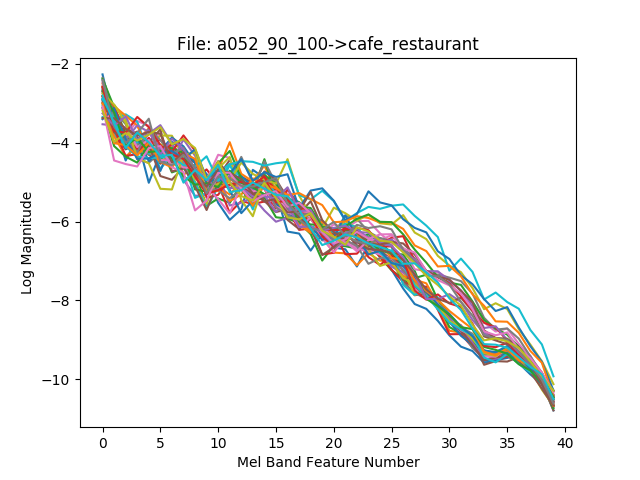 File: a052_90_100->cafe_restaurant
−2
−4
−6
−8
−10
Log Magnitude
0 5 10 15 20 25 30 35 40
Mel Band Feature Number